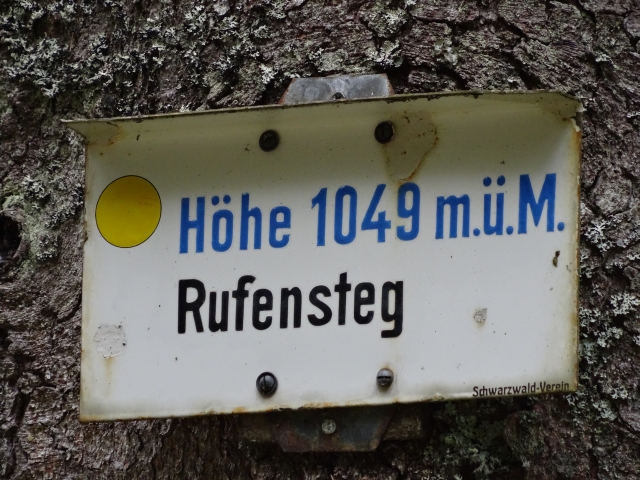 Höhe 1049 m.ü.M.
Rufensteg
Schwarzwald-Verein